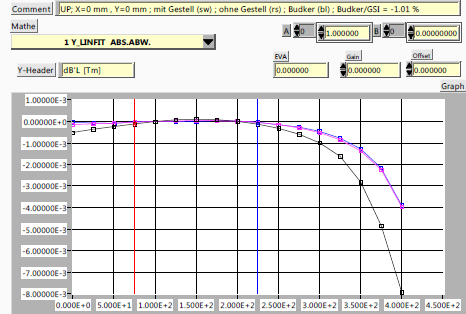 Comment UP; X=0 mm , Y=0 mm ; mit Gestell (sw) ; ohne Gestell (rs) ; Budker (bl) ; Budker/GSI = -1.01 %
Mathe
1 Y_LINFIT ABS.ABW.
A 0 1.000000 B 0 0.00000000
EVA Gain Offset
Y-Header dB'L [Tm] 0.000000 0.000000 0.000000
Graph
1.00000E-3
0.00000E+0
-1.00000E-3
-2.00000E-3
-3.00000E-3
-4.00000E-3
-5.00000E-3
-6.00000E-3
-7.00000E-3
-8.00000E-3
0.000E+0 5.000E+1 1.000E+2 1.500E+2 2.000E+2 2.500E+2 3.000E+2 3.500E+2 4.000E+2 4.500E+2